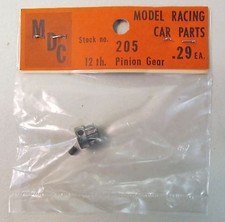 MDC
MODEL RACING
CAR PARTS
Stock no. 205 .29 EA.
12 th. Pinion Gear